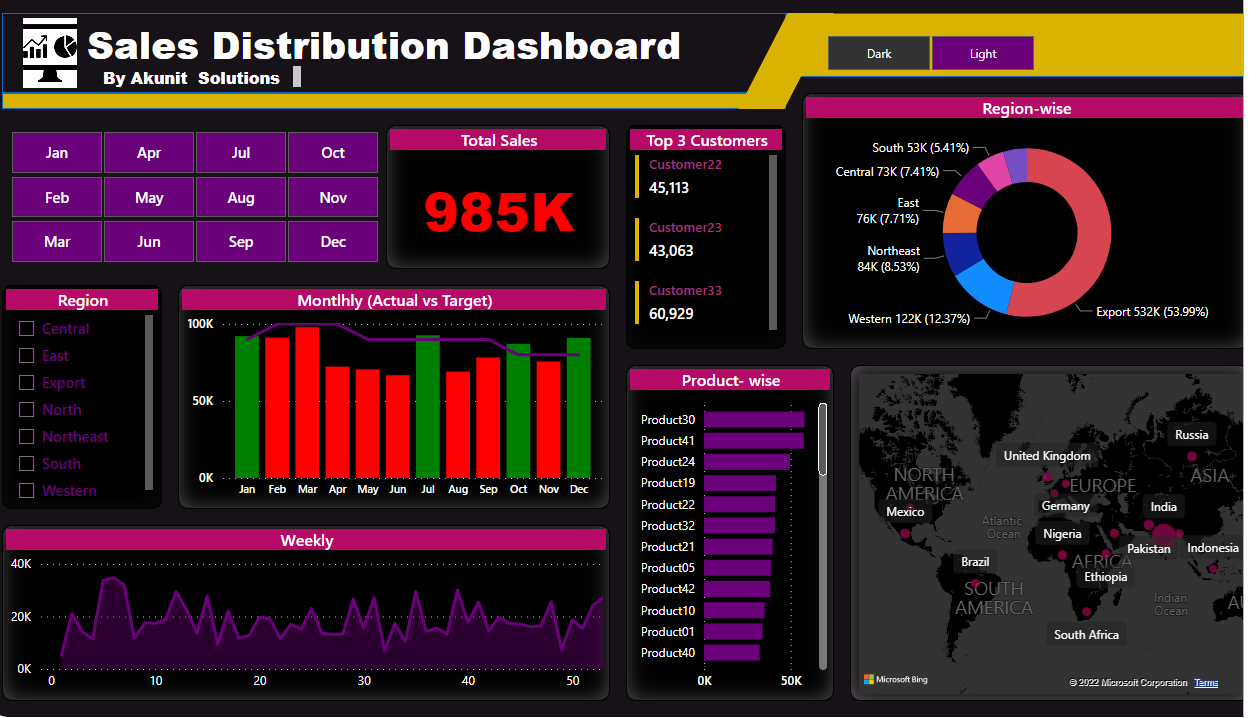 Sales Distribution Dashboard
By Akunit Solutions
Dark
Light
Jan
Apr
Jul
Oct
Feb
May
Aug
Nov
Mar
Jun
Sep
Dec
Total Sales
985K
Top 3 Customers
Customer22
45,113
Customer23
43,063
Customer33
60,929
Region-wise
South 53K (5.41%)
Central 73K (7.41%)
East
76K (7.71%)
Northeast
84K (8.53%)
Western 122K (12.37%)
Export 532K (53.99%)
Region
Central
East
Export
North
Northeast
South
Western
Montlhly (Actual vs Target)
100K
50K
0K
Jan Feb Mar Apr May Jun Jul Aug Sep Oct Nov Dec
Product- wise
Product30
Product41
Product24
Product19
Product22
Product32
Product21
Product05
Product42
Product10
Product01
Product40
0K 50K
Russia
United Kingdom
NORTH
AMERICA
ASIA
EUROPE
Mexico
Germany
India
Atlantic
Ocean
Nigeria
Pakistan
Indonesia
Brazil
AFRICA
Ethiopia
SOUTH
AMERICA
Indian
Ocean
AU
South Africa
Microsoft Bing
© 2022 Microsoft Corporation Terms
Weekly
40K
20K
0K
0 10 20 30 40 50